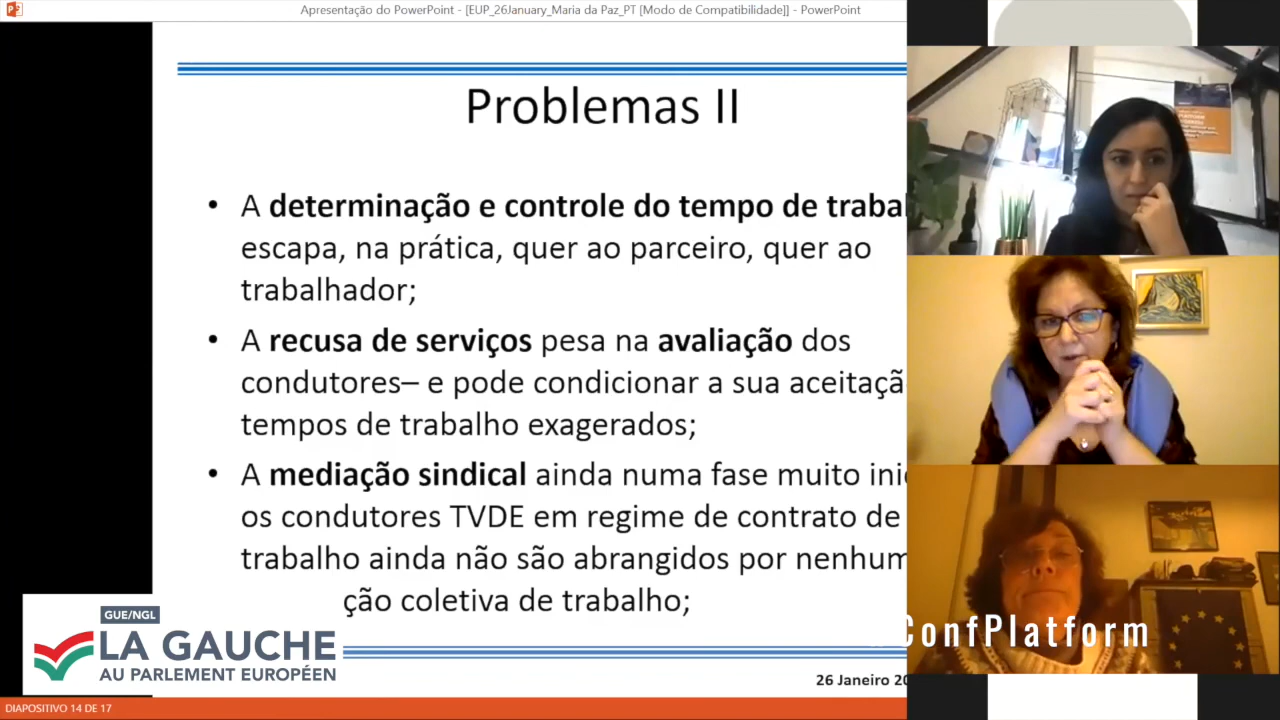 Apresentação do PowerPoint - [EUP_26January_Maria da Paz_PT [Modo de Compatibilidade]] - PowerPoint
Problemas II
• A determinação e controle do tempo de trabal
escapa, na prática, quer ao parceiro, quer ao
trabalhador;
• A recusa de serviços pesa na avaliação dos
condutores– e pode condicionar a sua aceitaçã
tempos de trabalho exagerados;
• A mediação sindical ainda numa fase muito ini
os condutores TVDE em regime de contrato de
trabalho ainda não são abrangidos por nenhum
ção coletiva de trabalho;
GUE/NGL
LA GAUCHE
AU PARLEMENT EUROPÉEN
ConfPlatform
26 Janeiro 20
DIAPOSITIVO 14 DE 17